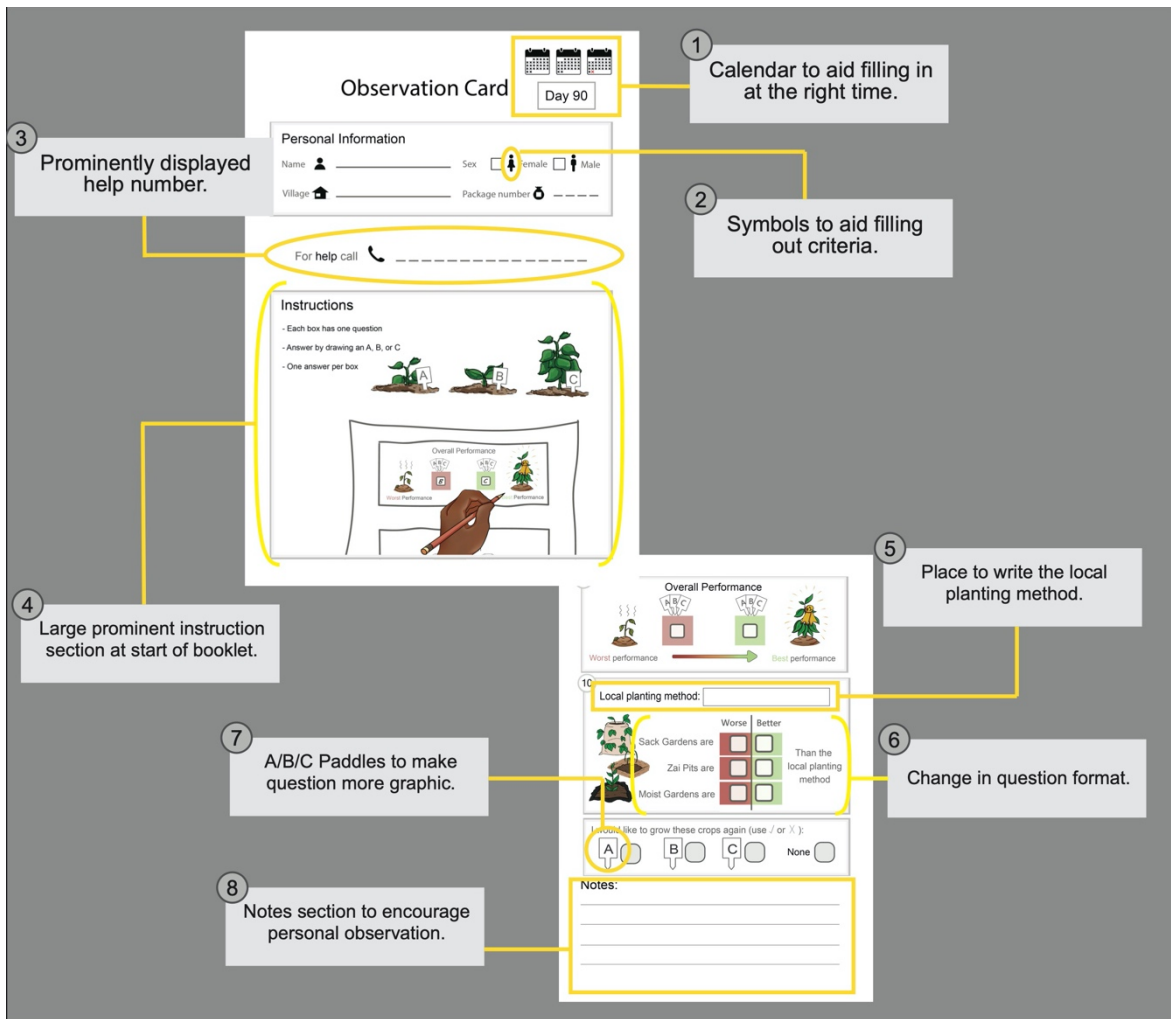 1
Calendar to aid filling in
at the right time.
Observation Card
Day 90
3
Prominently displayed
help number.
Personal Information
Name
Sex
Female
Male
Village
Package number
2
Symbols to aid filling
out criteria.
For help call
Instructions
- Each box has one question
- Answer by drawing an A, B, or C
- One answer per box
A
B
C
Overall Performance
A B C
A B C
B
C
Worst Performance
Performance
4
Large prominent instruction
section at start of booklet.
5
Place to write the local
planting method.
Overall Performance
A B C
A B C
Worst performance
Best performance
10
Local planting method:
Worse Better
Sack Gardens are
Zai Pits are
Moist Gardens are
Than the
local planting
method
6
Change in question format.
7
A/B/C Paddles to make
question more graphic.
I would like to grow these crops again (use ./ or X ):
A
B
C
None
8
Notes section to encourage
personal observation.
Notes: